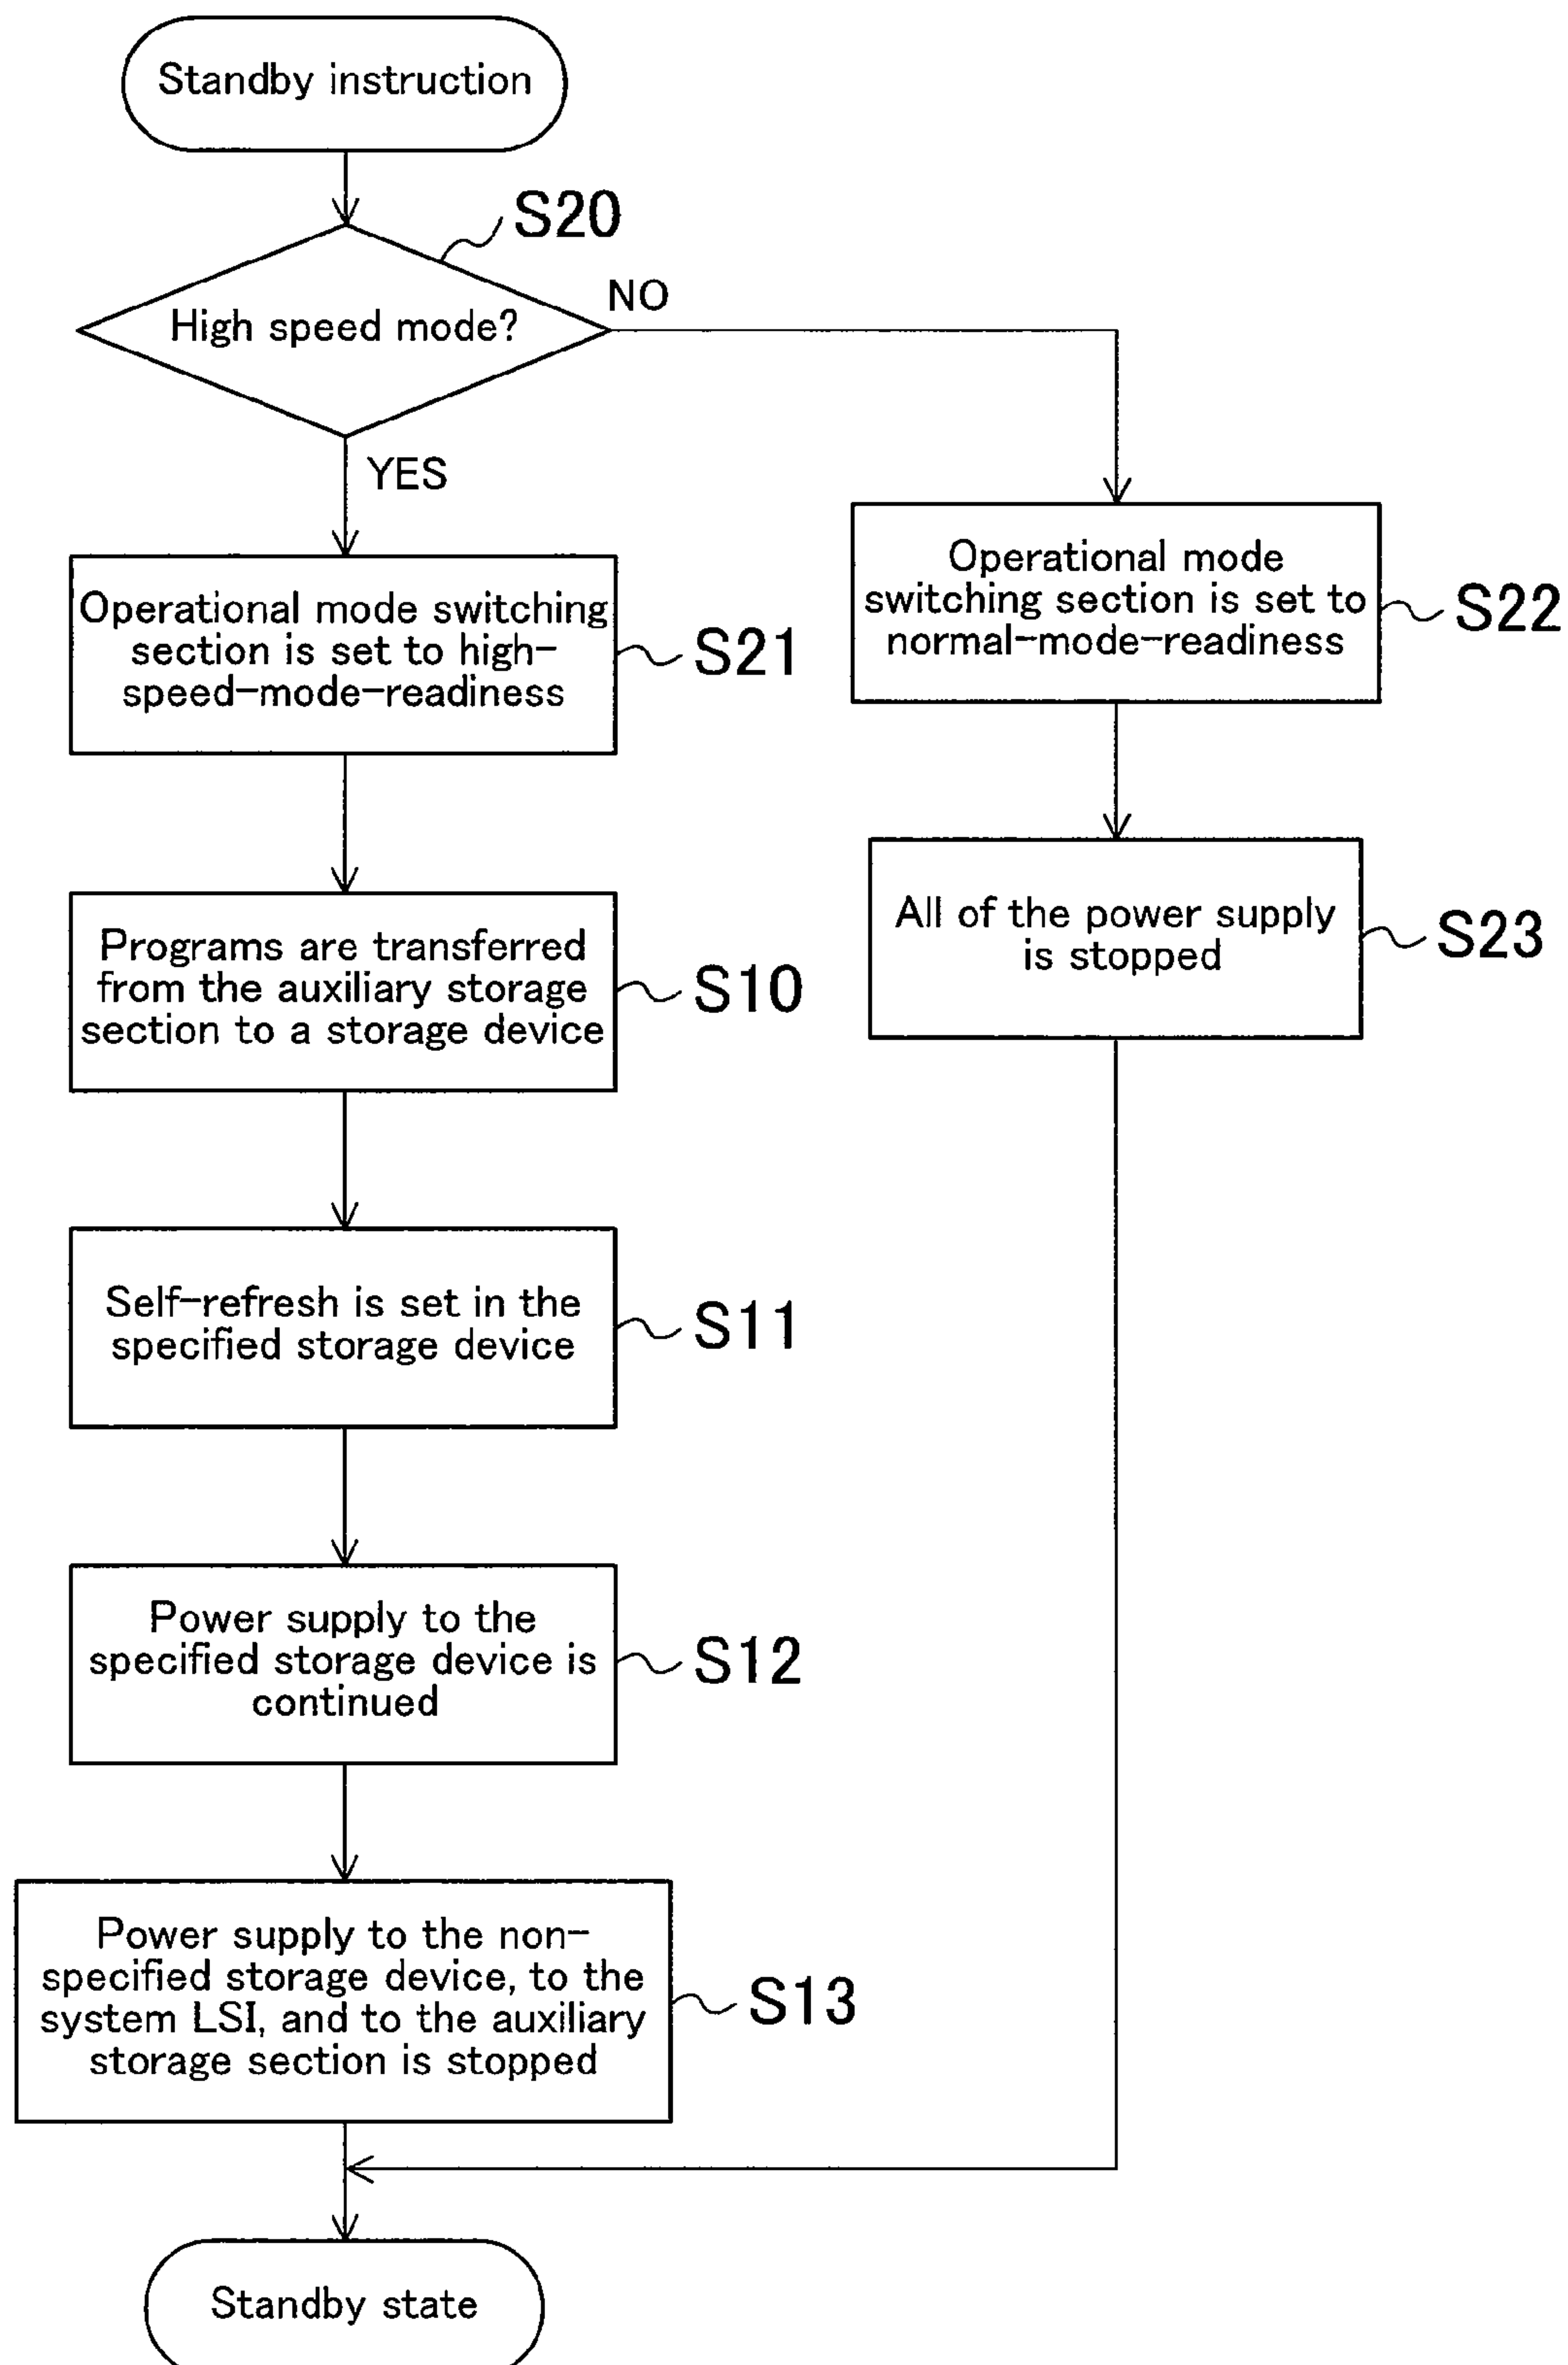 Standby instruction
S20
High speed mode?
NO
YES
Operational mode switching
section is set to high-
speed-mode-readiness
S21
Operational mode
switching section is set to
normal-mode-readiness
S22
All of the power supply
is stopped
S23
Programs are transferred
from the auxiliary storage
section to a storage device
S10
Self-refresh is set in the
specified storage device
S11
Power supply to the
specified storage device is
continued
S12
Power supply to the non-
specified storage device, to the
system LSI, and to the auxiliary
storage section is stopped
S13
Standby state